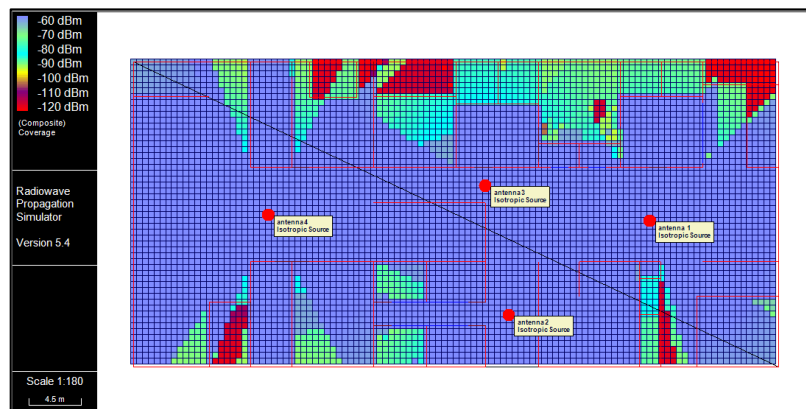 -60 dBm
-70 dBm
-80 dBm
-90 dBm
-100 dBm
-110 dBm
-120 dBm
(Composite)
Coverage
Radiowave
Propagation
Simulator
Version 5.4
Scale 1:180
4.5 m
antenna3
Isotropic Source
antenna4
Isotropic Source
antenna 1
Isotropic Source
antenna2
Isotropic Source